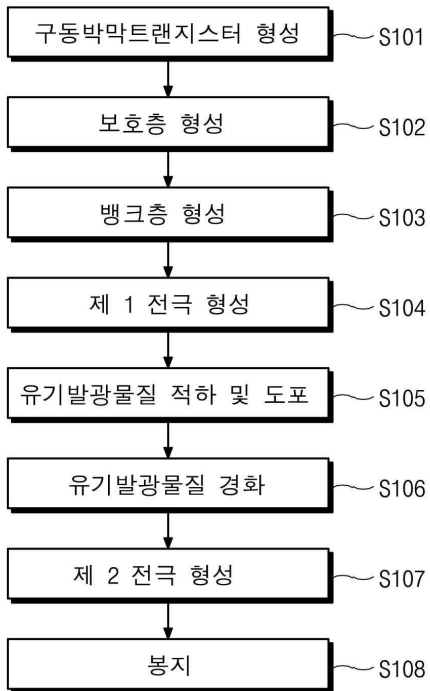 구동박막트랜지스터 형성 S101
보호층 형성 S102
뱅크층 형성 S103
제 1 전극 형성 S104
유기발광물질 적하 및 도포 S105
유기발광물질 경화 S106
제 2 전극 형성 S107
봉지 S108